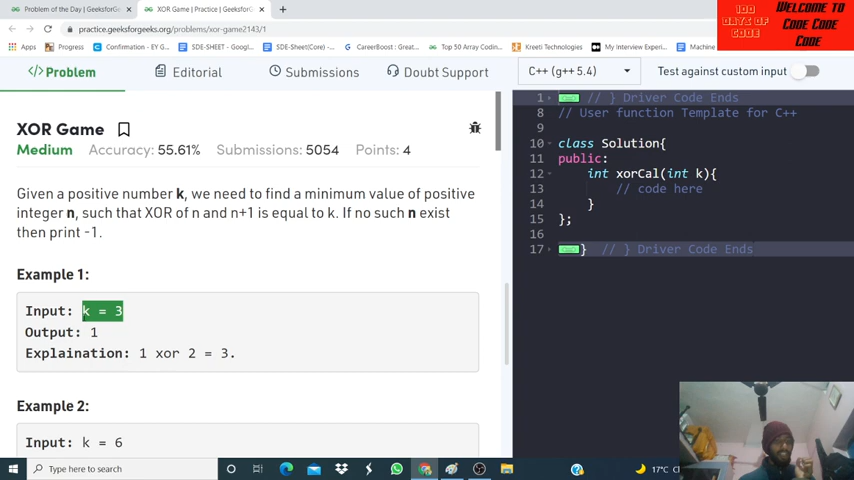 Problem of the Day | GeeksforGe
XOR Game | Practice | GeeksforG
100 DAYS OF CODE
Welcome to Code Code Code
practice.geeksforgeeks.org/problems/xor-game2143/1
Apps
Progress
Confirmation - EY G...
SDE-SHEET - Googl...
SDE-Sheet(Core) -...
CareerBoost : Great...
Top 50 Array Coding...
Kreeti Technologies
My Interview Experi...
Machine
</> Problem
Editorial
Submissions
Doubt Support
C++ (g++ 5.4)
Test against custom input
XOR Game
Medium Accuracy: 55.61% Submissions: 5054 Points: 4
Given a positive number k, we need to find a minimum value of positive
integer n, such that XOR of n and n+1 is equal to k. If no such n exist
then print -1.
Example 1:
Input: k = 3
Output: 1
Explaination: 1 xor 2 = 3.
Example 2:
Input: k = 6
1 // } Driver Code Ends
8 // User function Template for C++
9
10 class Solution{
11 public:
12 int xorCal(int k){
13 // code here
14 }
15 };
16
17 } // } Driver Code Ends
Type here to search
17°C